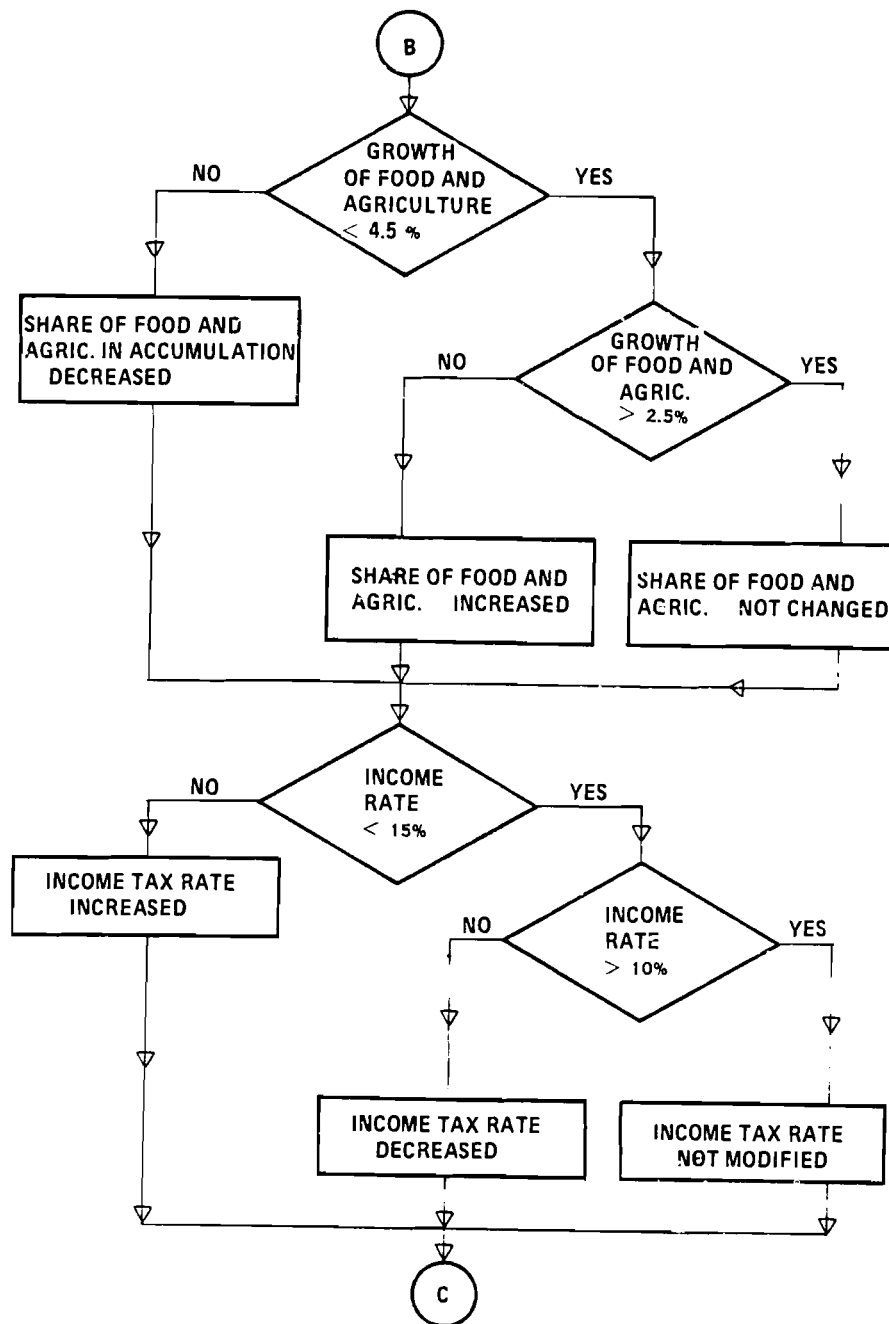 B
GROWTH
OF FOOD AND
AGRICULTURE
< 4.5 %
NO
YES
SHARE OF FOOD AND
AGRIC. IN ACCUMULATION
DECREASED
GROWTH
OF FOOD AND
AGRIC.
> 2.5%
NO
YES
SHARE OF FOOD AND
AGRIC. INCREASED
SHARE OF FOOD AND
AGRIC. NOT CHANGED
INCOME
RATE
< 15%
NO
YES
INCOME TAX RATE
INCREASED
INCOME
RATE
> 10%
NO
YES
INCOME TAX RATE
DECREASED
INCOME TAX RATE
NOT MODIFIED
C